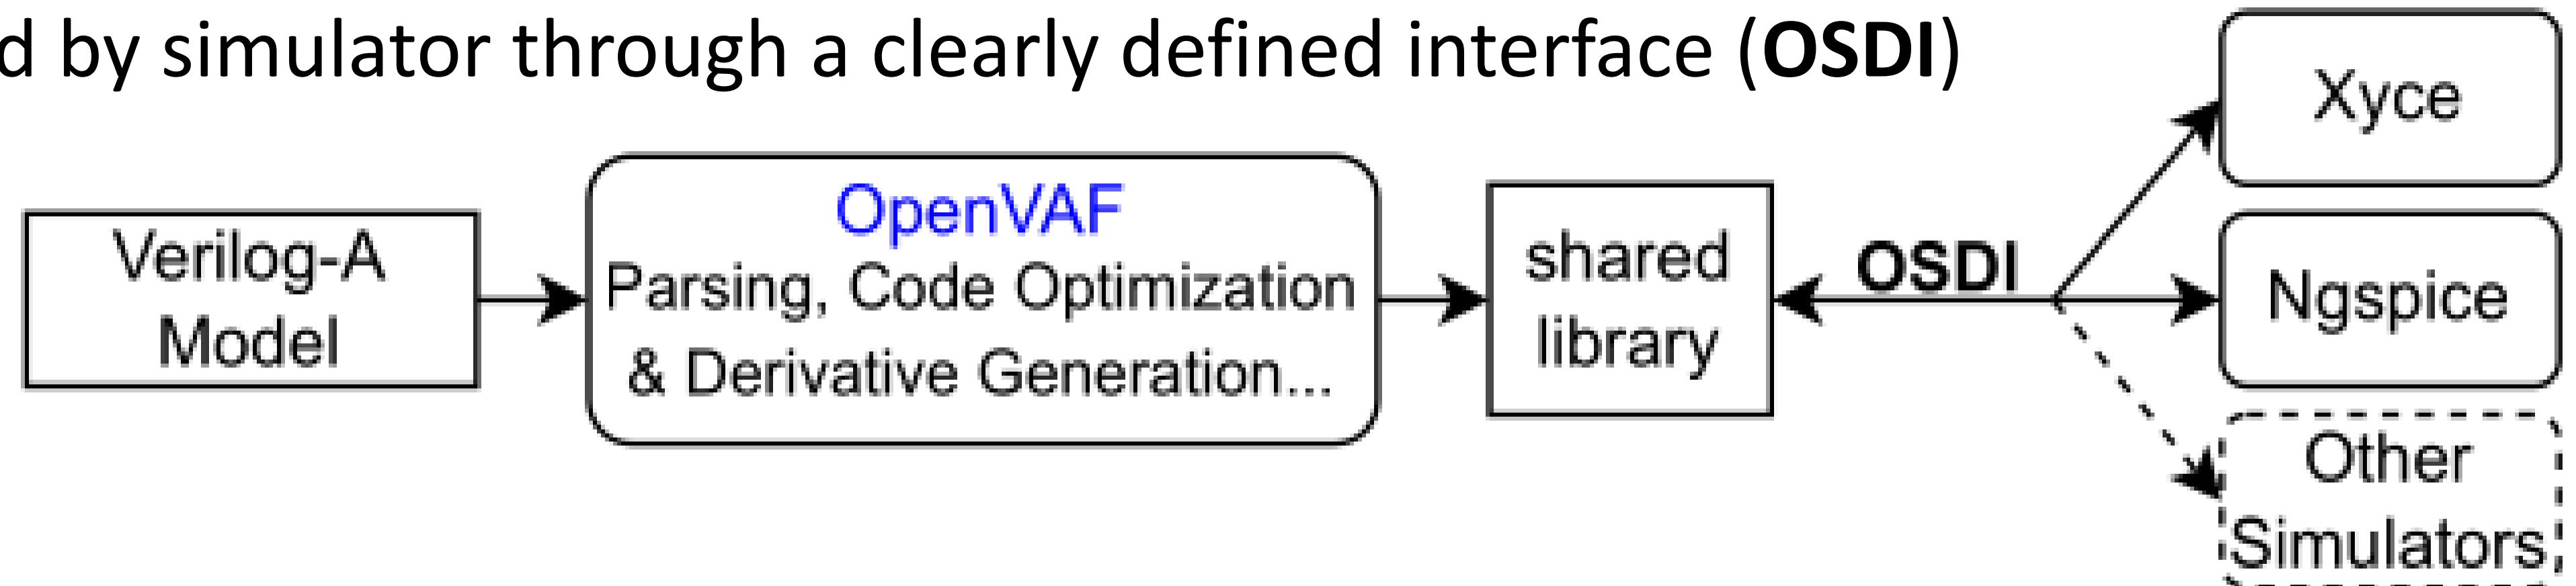 d by simulator through a clearly defined interface (OSDI)
Verilog-A
Model
OpenVAF
Parsing, Code Optimization
& Derivative Generation...
shared
library
OSDI
Xyce
Ngspice
Other
Simulators